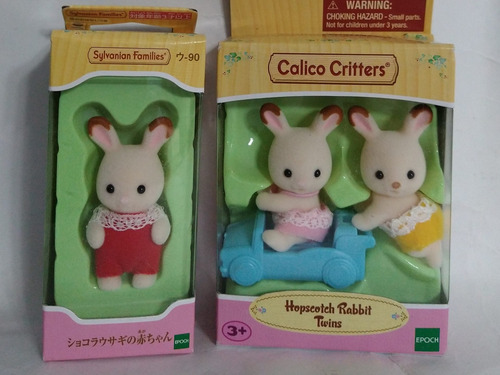 Sylvanian Families®
ウ-90
ショコラウサギの赤ちゃん
EPOCH
WARNING:
CHOKING HAZARD - Small parts.
Not for children under 3 years.
Calico Critters®
Hopscotch Rabbit
Twins
3+
EPOCH